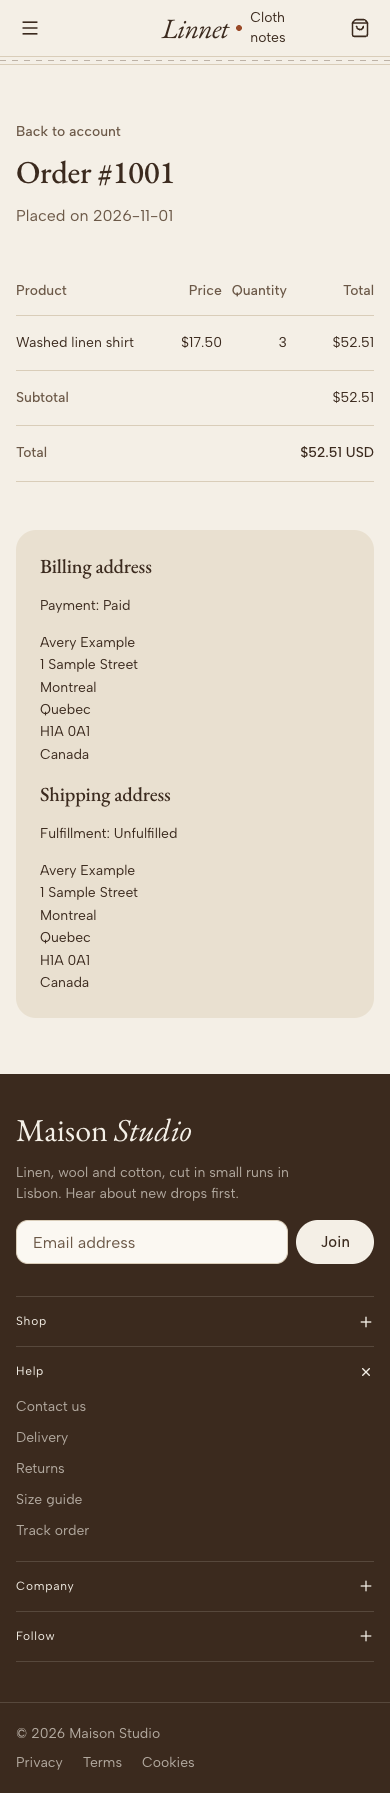 Linnet • Cloth
notes
Back to account
Order #1001
Placed on 2026-11-01
Product Price Quantity Total
Washed linen shirt $17.50 3 $52.51
Subtotal $52.51
Total $52.51 USD
Billing address
Payment: Paid
Avery Example
1 Sample Street
Montreal
Quebec
H1A 0A1
Canada
Shipping address
Fulfillment: Unfulfilled
Avery Example
1 Sample Street
Montreal
Quebec
H1A 0A1
Canada
Maison Studio
Linen, wool and cotton, cut in small runs in
Lisbon. Hear about new drops first.
Email address Join
Shop
Help
Contact us
Delivery
Returns
Size guide
Track order
Company
Follow
© 2026 Maison Studio
Privacy Terms Cookies